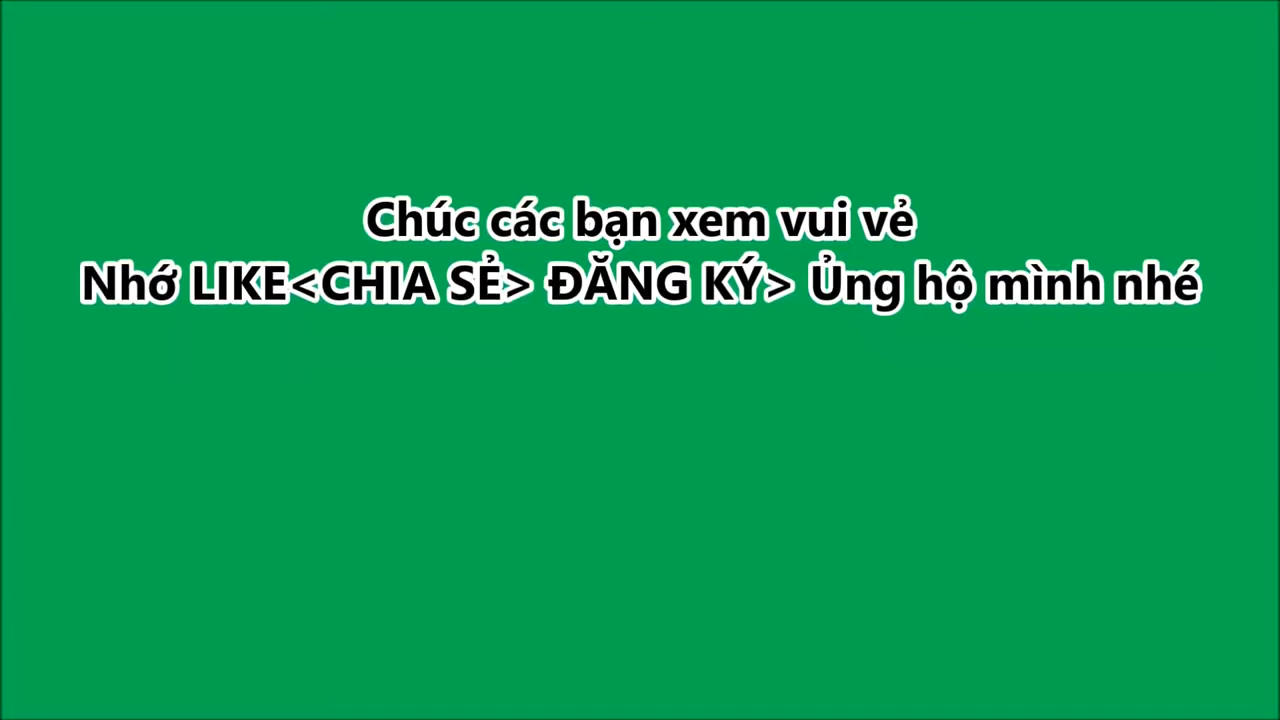 Chúc các bạn xem vui vẻ
Nhớ LIKE<CHIA SẺ> ĐĂNG KÝ> Ủng hộ mình nhé